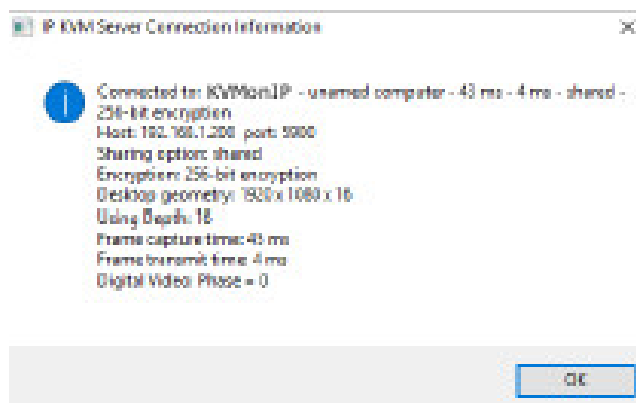 IP KVM Server Connection Information
Connected to: KVMonIP - unamed computer - 43 ms - 4 ms - shared -
256-bit encryption
Host: 192.168.1.200 port: 5900
Sharing option: shared
Encryption: 256-bit encryption
Desktop geometry: 1920 x 1080 x 16
Using Depth: 16
Frame capture time: 43 ms
Frame transmit time: 4 ms
Digital Video: Phase = 0
OK